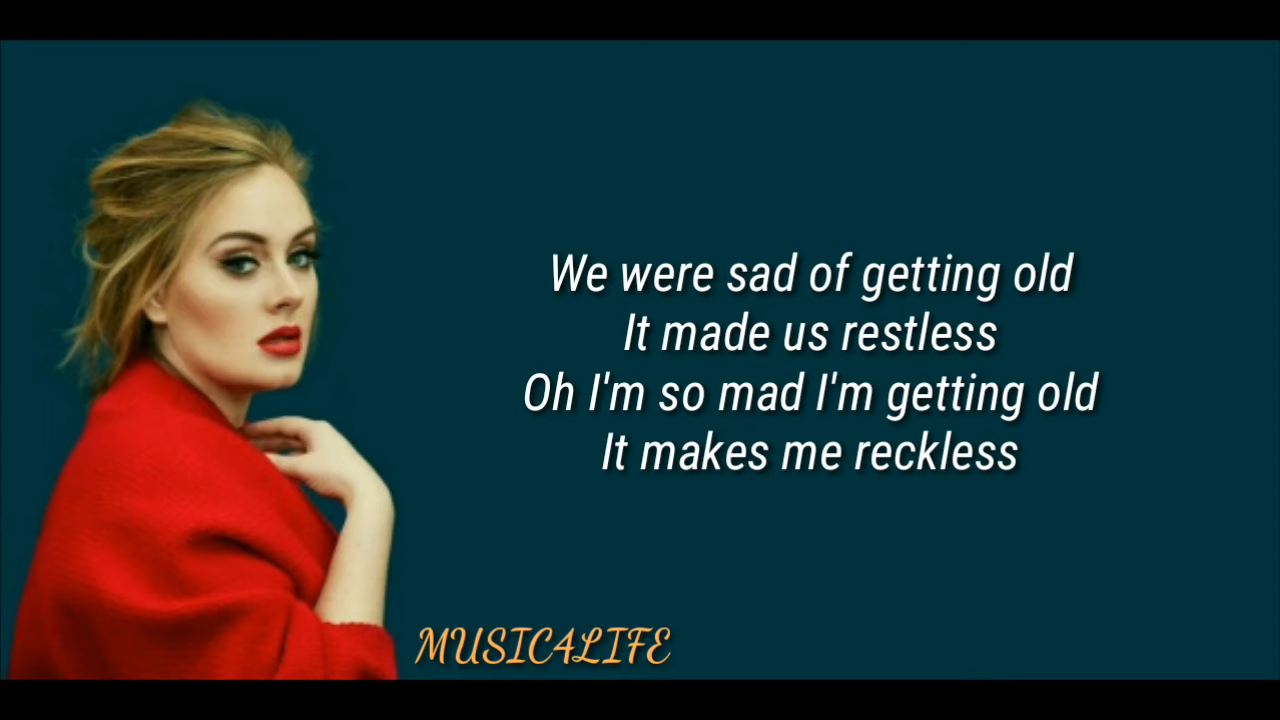 We were sad of getting old
It made us restless
Oh I'm so mad I'm getting old
It makes me reckless
MUSIC4LIFE